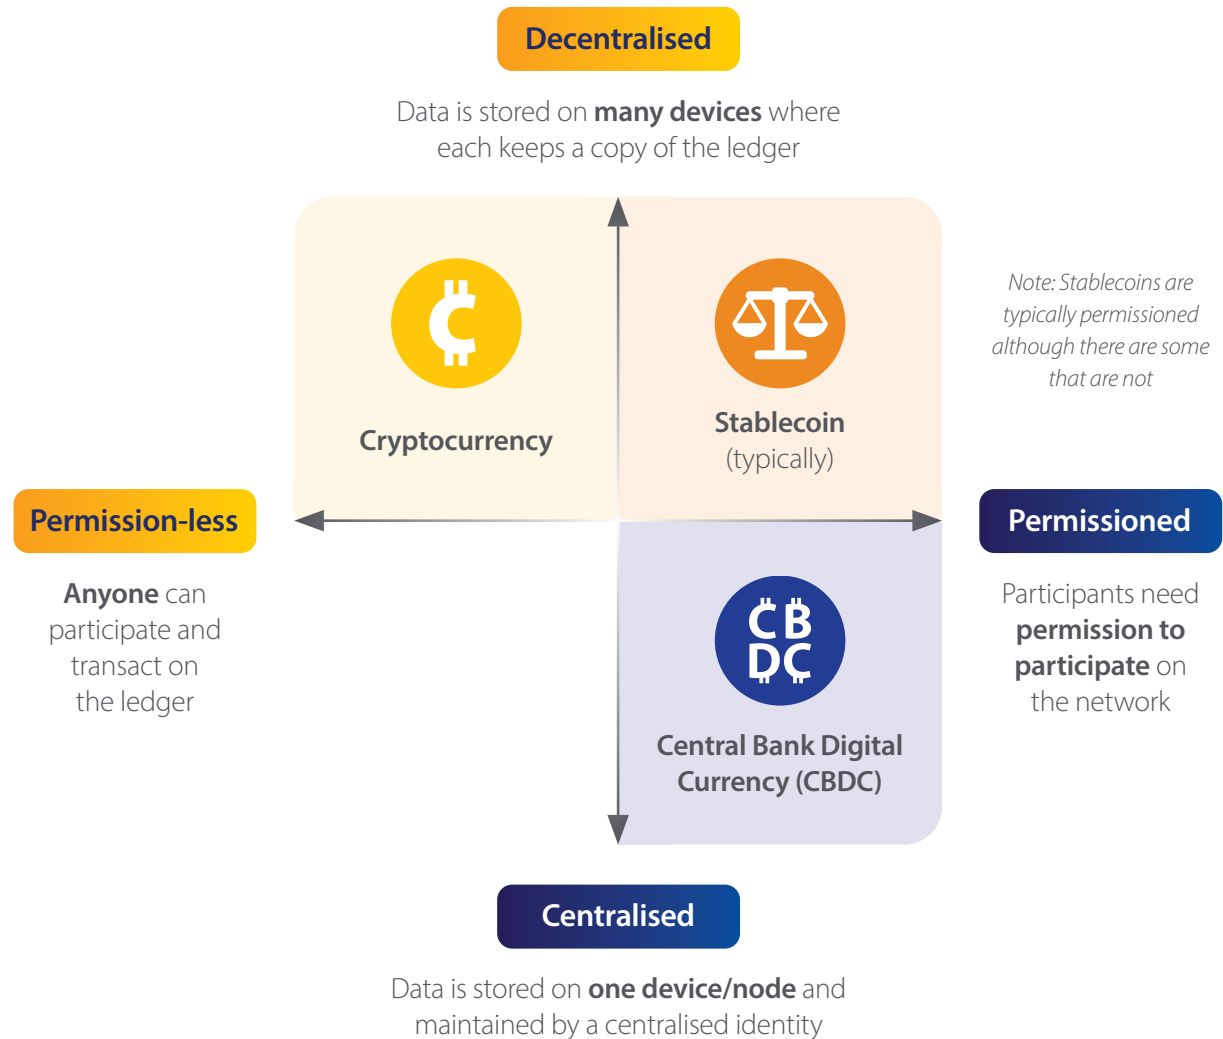 Decentralised
Data is stored on many devices where
each keeps a copy of the ledger
Note: Stablecoins are
typically permissioned
although there are some
that are not
Cryptocurrency
Stablecoin
(typically)
Permission-less
Anyone can
participate and
transact on
the ledger
Permissioned
Participants need
permission to
participate on
the network
CB
DC
Central Bank Digital
Currency (CBDC)
Centralised
Data is stored on one device/node and
maintained by a centralised identity